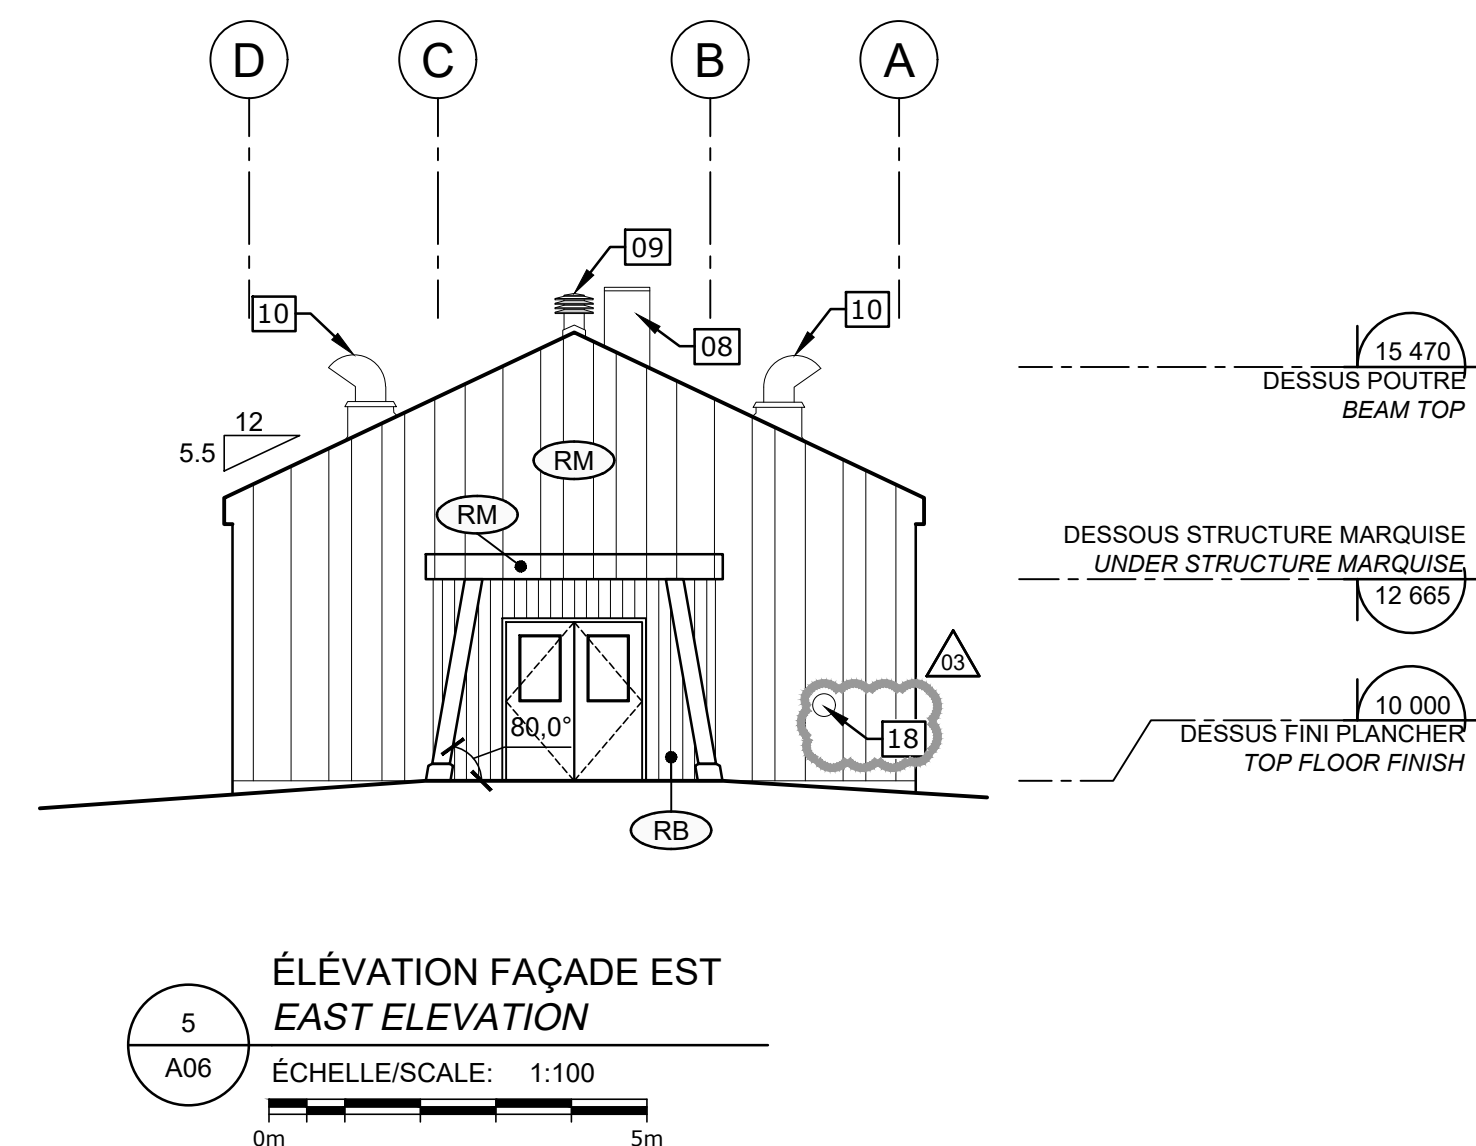 D
C
B
A
09
10
10
08
15 470
DESSUS POUTRE
BEAM TOP
12
5.5
RM
RM
DESSOUS STRUCTURE MARQUISE
UNDER STRUCTURE MARQUISE
12 665
03
10 000
DESSUS FINI PLANCHER
TOP FLOOR FINISH
80,0°
18
RB
ÉLÉVATION FAÇADE EST
EAST ELEVATION
5
A06
ÉCHELLE/SCALE: 1:100
0m 5m